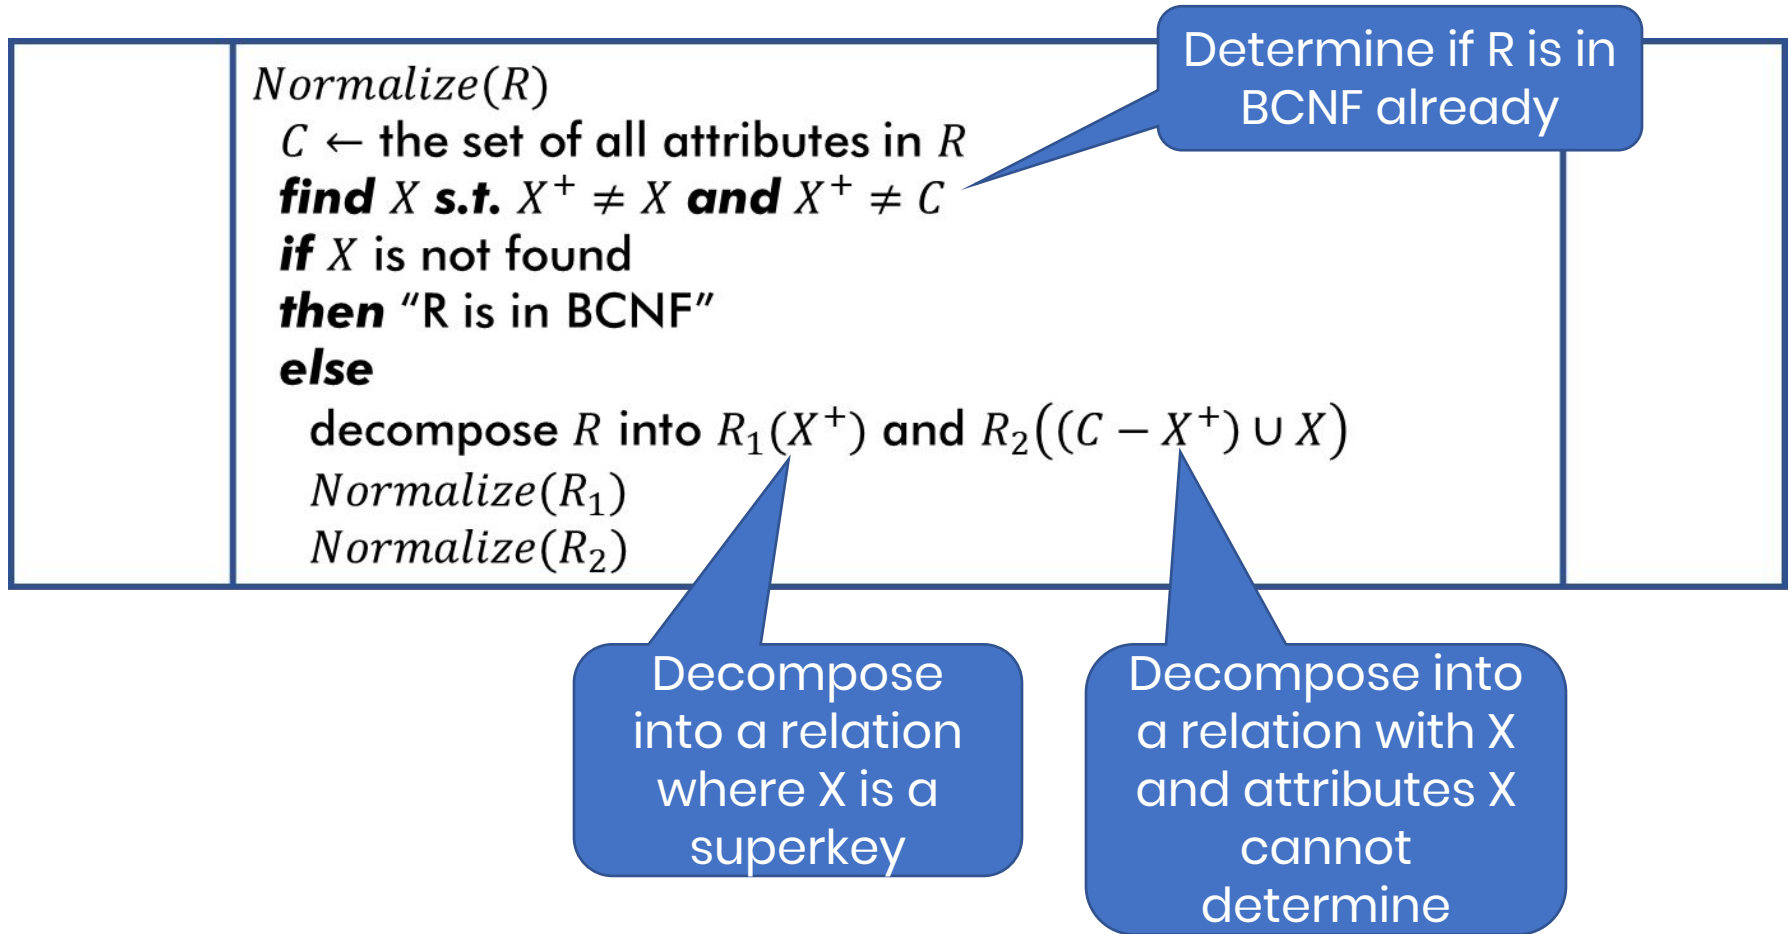 Determine if R is in
BCNF already
Normalize(R)
C ← the set of all attributes in R
find X s.t. X⁺ ≠ X and X⁺ ≠ C
if X is not found
then “R is in BCNF”
else
decompose R into R₁(X⁺) and R₂((C − X⁺) ∪ X)
Normalize(R₁)
Normalize(R₂)
Decompose
into a relation
where X is a
superkey
Decompose into
a relation with X
and attributes X
cannot
determine